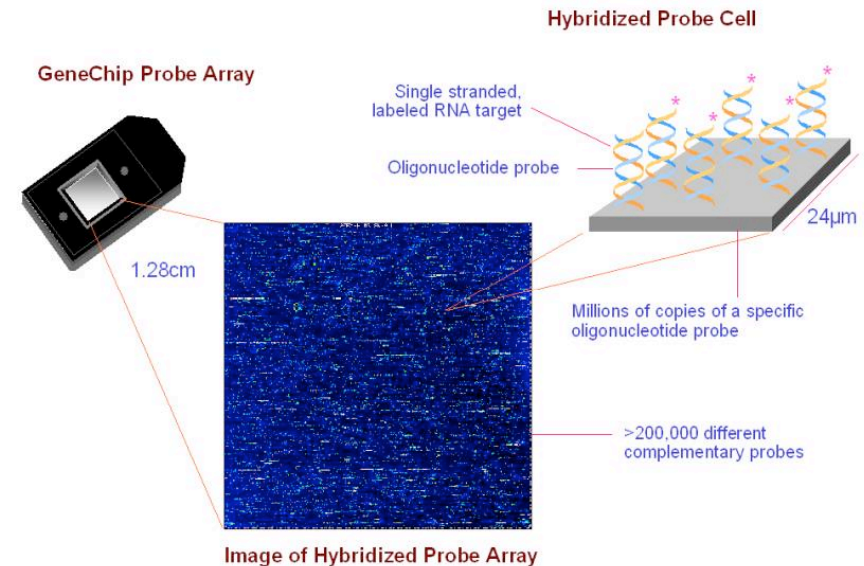 Hybridized Probe Cell
GeneChip Probe Array
Single stranded,
labeled RNA target
Oligonucleotide probe
*
*
*
*
*
24µm
1.28cm
Millions of copies of a specific
oligonucleotide probe
>200,000 different
complementary probes
Image of Hybridized Probe Array